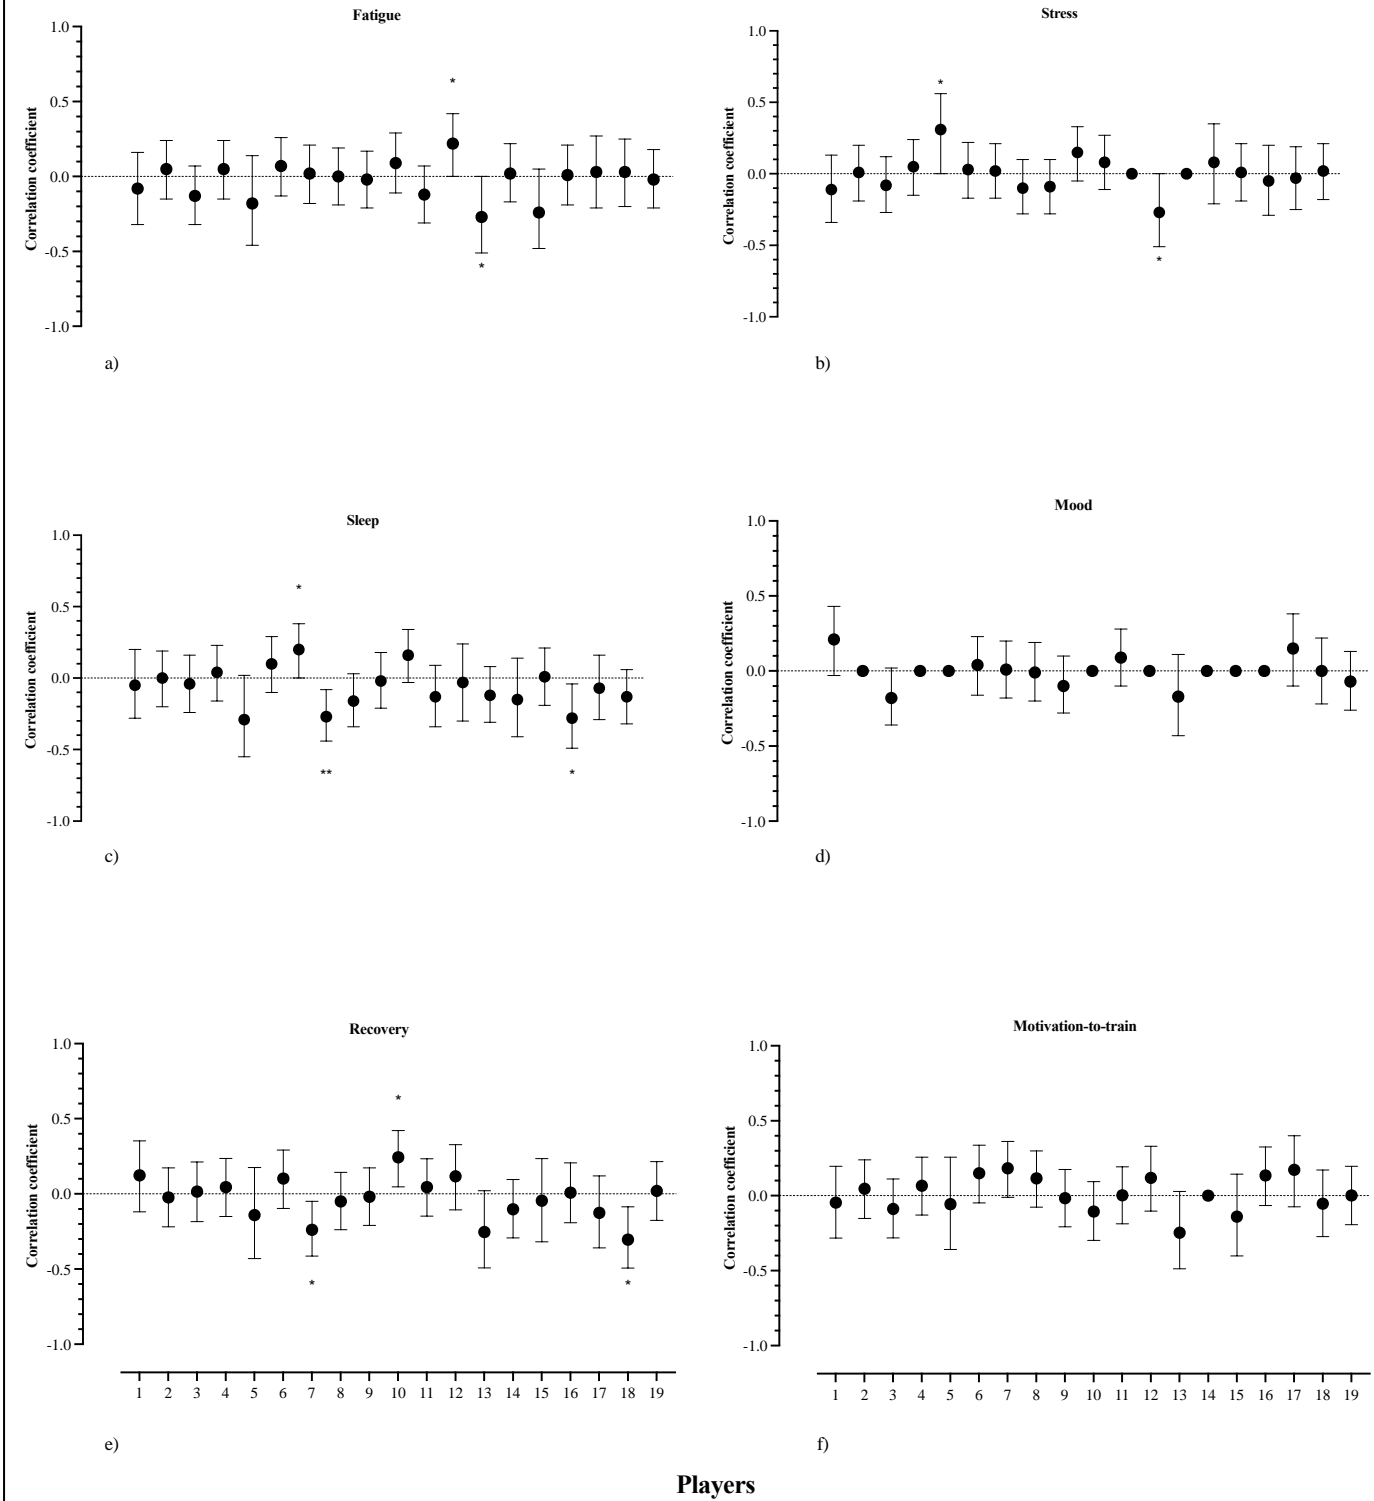 Fatigue
1.0
0.5
0.0
-0.5
-1.0
Correlation coefficient
*
*
a)
Stress
1.0
0.5
0.0
-0.5
-1.0
Correlation coefficient
*
*
b)
Sleep
1.0
0.5
0.0
-0.5
-1.0
Correlation coefficient
*
**
*
c)
Mood
1.0
0.5
0.0
-0.5
-1.0
Correlation coefficient
d)
Recovery
1.0
0.5
0.0
-0.5
-1.0
Correlation coefficient
*
*
*
1 2 3 4 5 6 7 8 9 10 11 12 13 14 15 16 17 18 19
e)
Motivation-to-train
1.0
0.5
0.0
-0.5
-1.0
Correlation coefficient
1 2 3 4 5 6 7 8 9 10 11 12 13 14 15 16 17 18 19
f)
Players